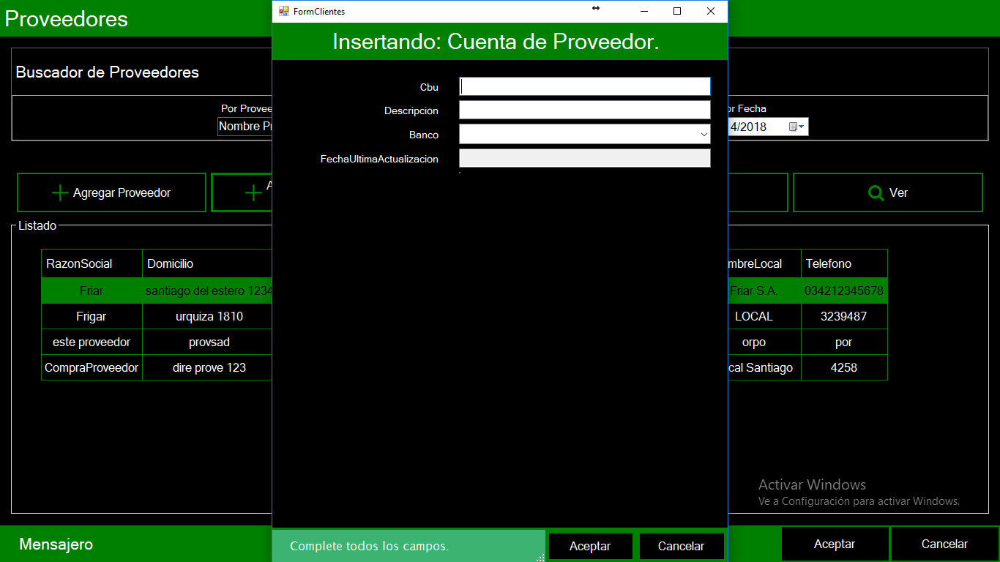 Proveedores
FormClientes
Insertando: Cuenta de Proveedor.
Buscador de Proveedores
Cbu
Por Provee
Descripcion
or Fecha
Nombre Pr
Banco
4/2018
FechaUltimaActualizacion
Agregar Proveedor
A
Ver
Listado
RazonSocial Domicilio mbreLocal Telefono
Friar santiago del estero 1234 Friar S.A. 034212345678
Frigar urquiza 1810 LOCAL 3239487
este proveedor provsad orpo por
CompraProveedor dire prove 123 cal Santiago 4258
Activar Windows
Ve a Configuración para activar Windows.
Mensajero
Complete todos los campos.
Aceptar
Cancelar
Aceptar
Cancelar